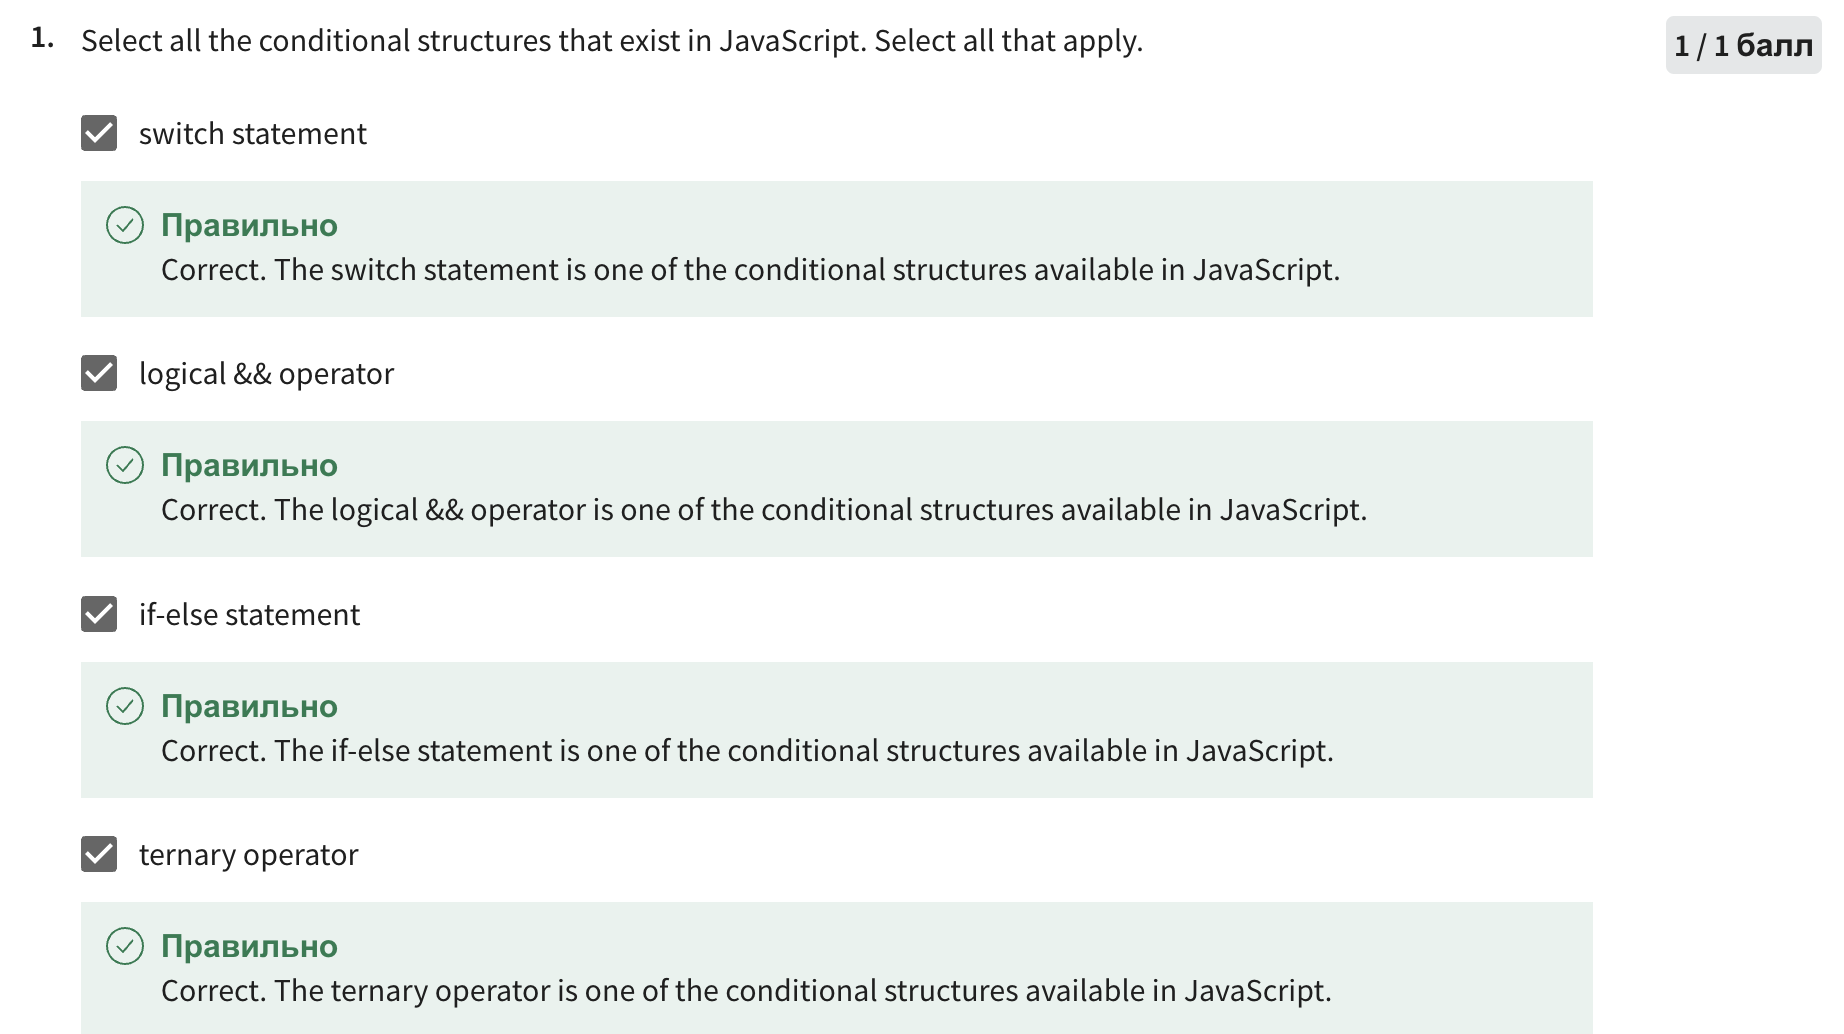 1. Select all the conditional structures that exist in JavaScript. Select all that apply.
1 / 1 балл
switch statement
Правильно
Correct. The switch statement is one of the conditional structures available in JavaScript.
logical && operator
Правильно
Correct. The logical && operator is one of the conditional structures available in JavaScript.
if-else statement
Правильно
Correct. The if-else statement is one of the conditional structures available in JavaScript.
ternary operator
Правильно
Correct. The ternary operator is one of the conditional structures available in JavaScript.